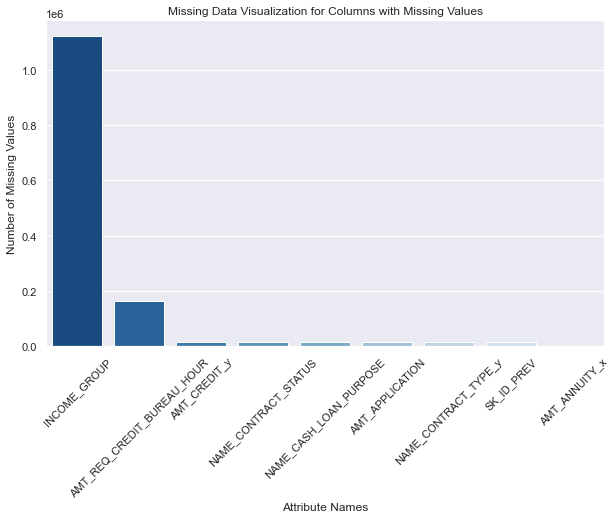 Missing Data Visualization for Columns with Missing Values
1e6
1.0
0.8
0.6
0.4
0.2
0.0
Number of Missing Values
INCOME_GROUP
AMT_REQ_CREDIT_BUREAU_HOUR
AMT_CREDIT_y
NAME_CONTRACT_STATUS
NAME_CASH_LOAN_PURPOSE
AMT_APPLICATION
NAME_CONTRACT_TYPE_y
SK_ID_PREV
AMT_ANNUITY_x
Attribute Names